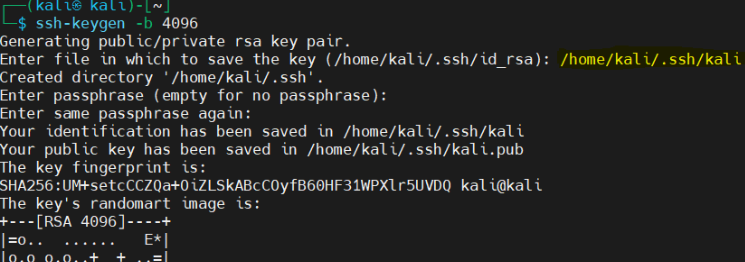 ┌──(kali㉿kali)-[~]
└─$ ssh-keygen -b 4096
Generating public/private rsa key pair.
Enter file in which to save the key (/home/kali/.ssh/id_rsa): /home/kali/.ssh/kali
Created directory '/home/kali/.ssh'.
Enter passphrase (empty for no passphrase):
Enter same passphrase again:
Your identification has been saved in /home/kali/.ssh/kali
Your public key has been saved in /home/kali/.ssh/kali.pub
The key fingerprint is:
SHA256:UM+setcCCZQa+OiZLSkABcCOyfB60HF31WPXlr5UVDQ kali@kali
The key's randomart image is:
+---[RSA 4096]----+
|=o.. ...... E*|
|o.o o.o..+ + ..=|